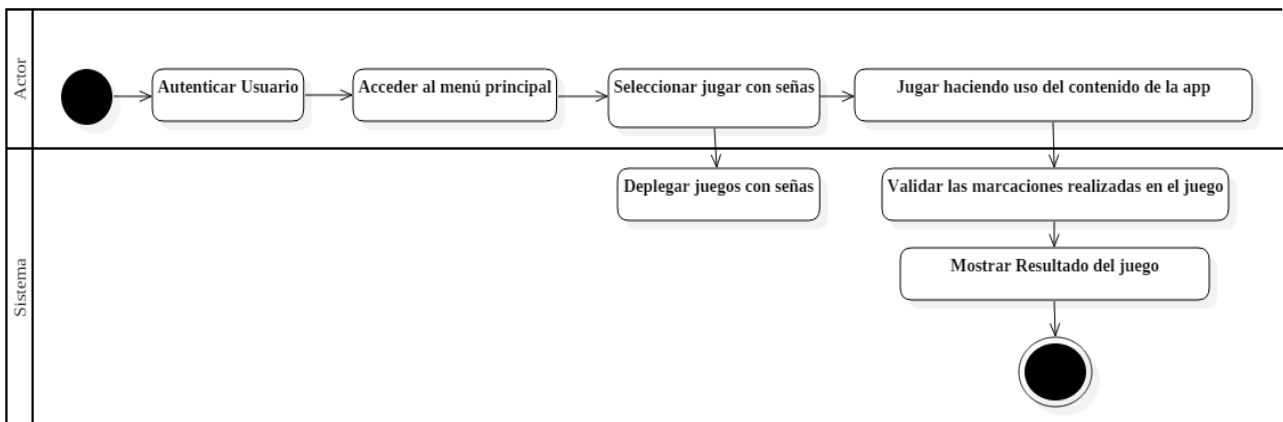 Actor
Autenticar Usuario
Acceder al menú principal
Seleccionar jugar con señas
Jugar haciendo uso del contenido de la app
Sistema
Deplegar juegos con señas
Validar las marcaciones realizadas en el juego
Mostrar Resultado del juego